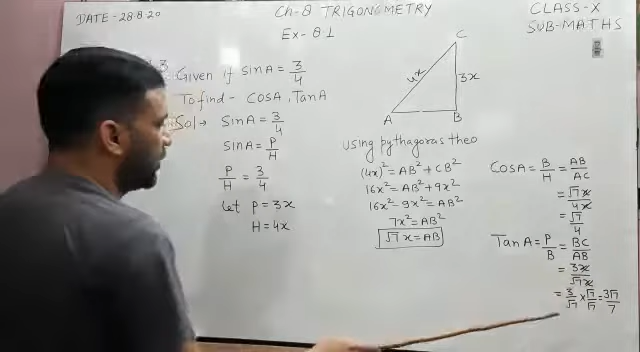 DATE - 28.8.20
Ch-8 TRIGONOMETRY
CLASS-X
Ex-8.1
SUB-MATHS
3 Given if sin A = 3/4
To find - COSA, TanA
Sol→ SinA = 3/4
SinA = P/H
P/H = 3/4
Let P = 3x
H = 4x
C
4x
3x
A
B
using pythagoras theo
(4x)² = AB² + CB²
16x² = AB² + 9x²
16x² - 9x² = AB²
7x² = AB²
√7 x = AB
COSA = B/H = AB/AC
= √7x/4x
= √7/4
TanA = P/B = BC/AB
= 3x/√7x
= 3/√7 × √7/√7 = 3√7/7